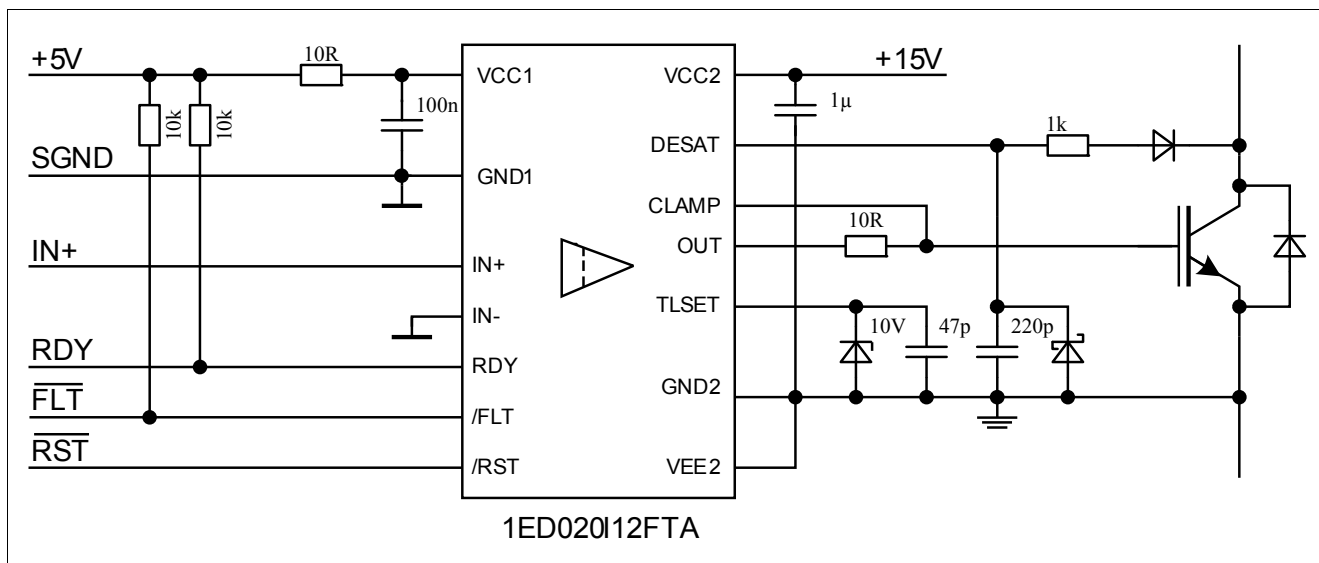 +5V
10R
VCC1
VCC2
+15V
10k
10k
100n
1µ
1k
DESAT
SGND
GND1
CLAMP
10R
OUT
IN+
IN+
TLSET
IN-
10V
47p
220p
RDY
RDY
GND2
FLT
/FLT
RST
/RST
VEE2
1ED020I12FTA